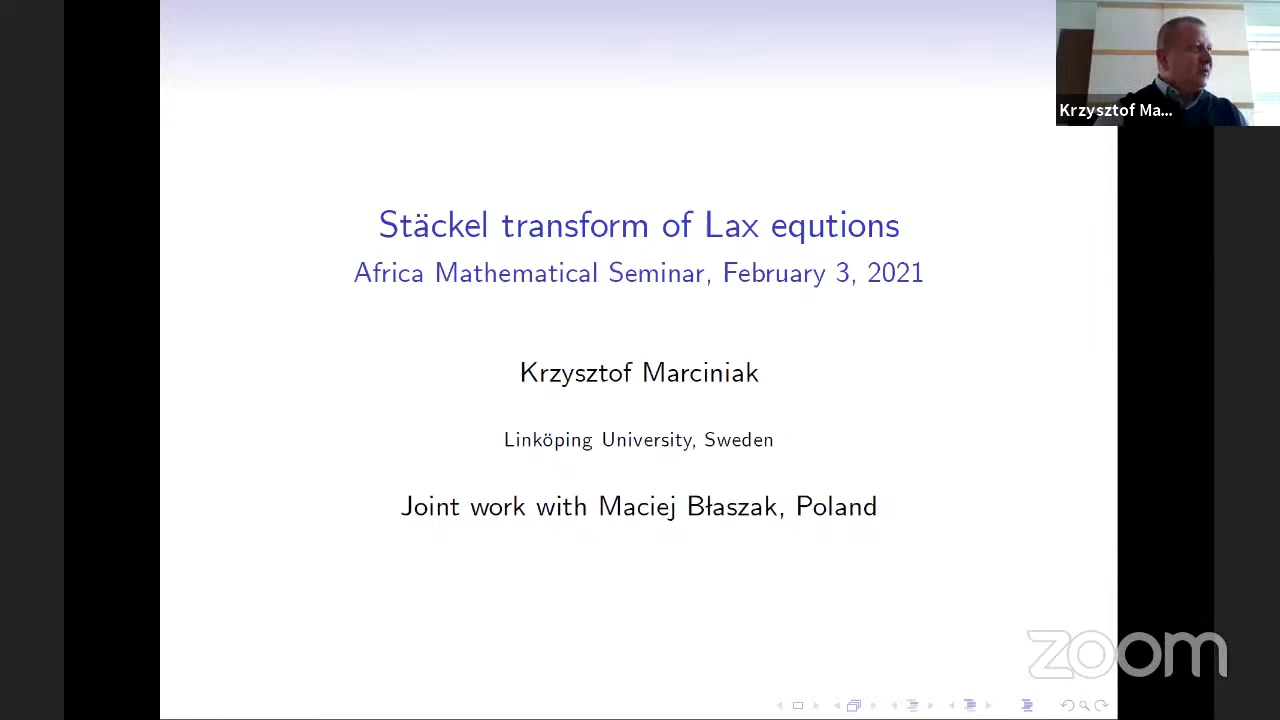 Krzysztof Ma...
Stäckel transform of Lax equtions
Africa Mathematical Seminar, February 3, 2021
Krzysztof Marciniak
Linköping University, Sweden
Joint work with Maciej Błaszak, Poland
zoom